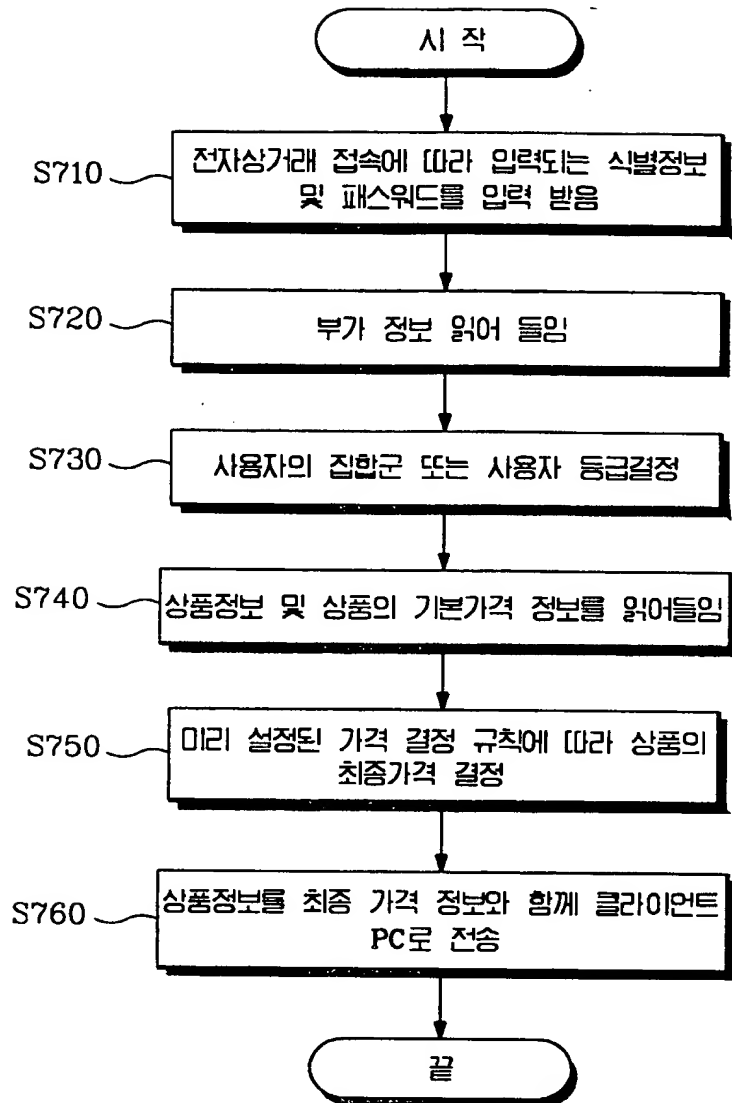 시 작
S710
전자상거래 접속에 따라 입력되는 식별정보
및 패스워드를 입력 받음
S720
부가 정보 읽어 들임
S730
사용자의 집합군 또는 사용자 등급결정
S740
상품정보 및 상품의 기본가격 정보를 읽어들임
S750
미리 설정된 가격 결정 규칙에 따라 상품의
최종가격 결정
S760
상품정보를 최종 가격 정보와 함께 클라이언트
PC로 전송
끝